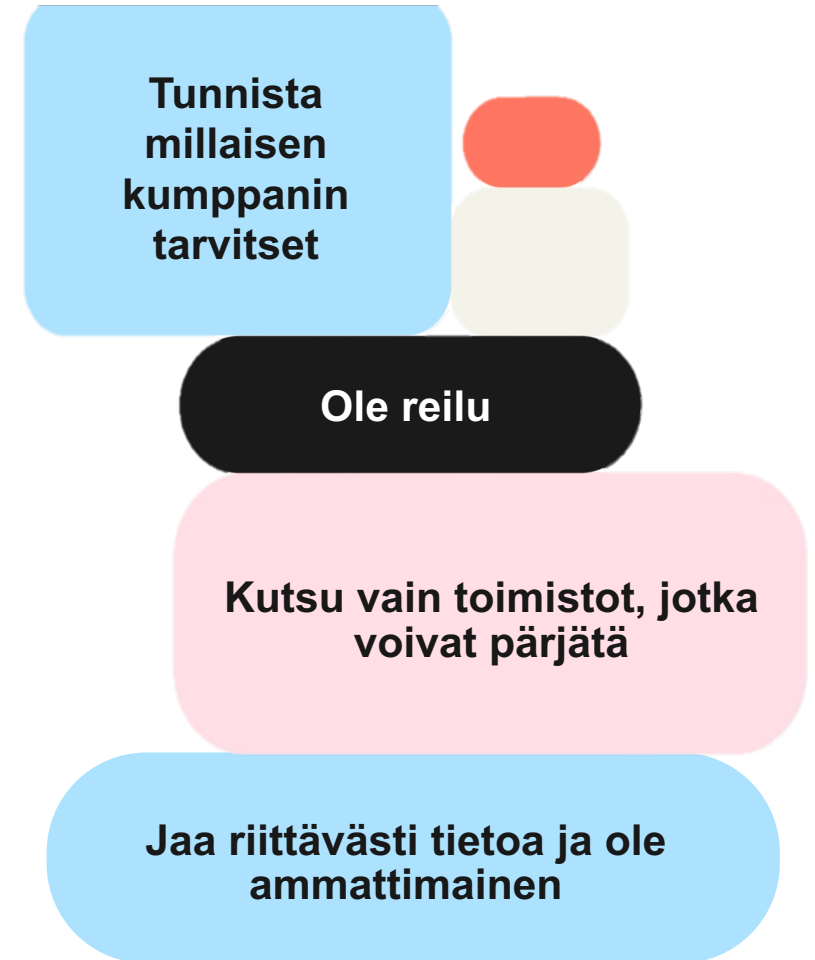 Tunnista
millaisen
kumppanin
tarvitset
Ole reilu
Kutsu vain toimistot, jotka
voivat pärjätä
Jaa riittävästi tietoa ja ole
ammattimainen